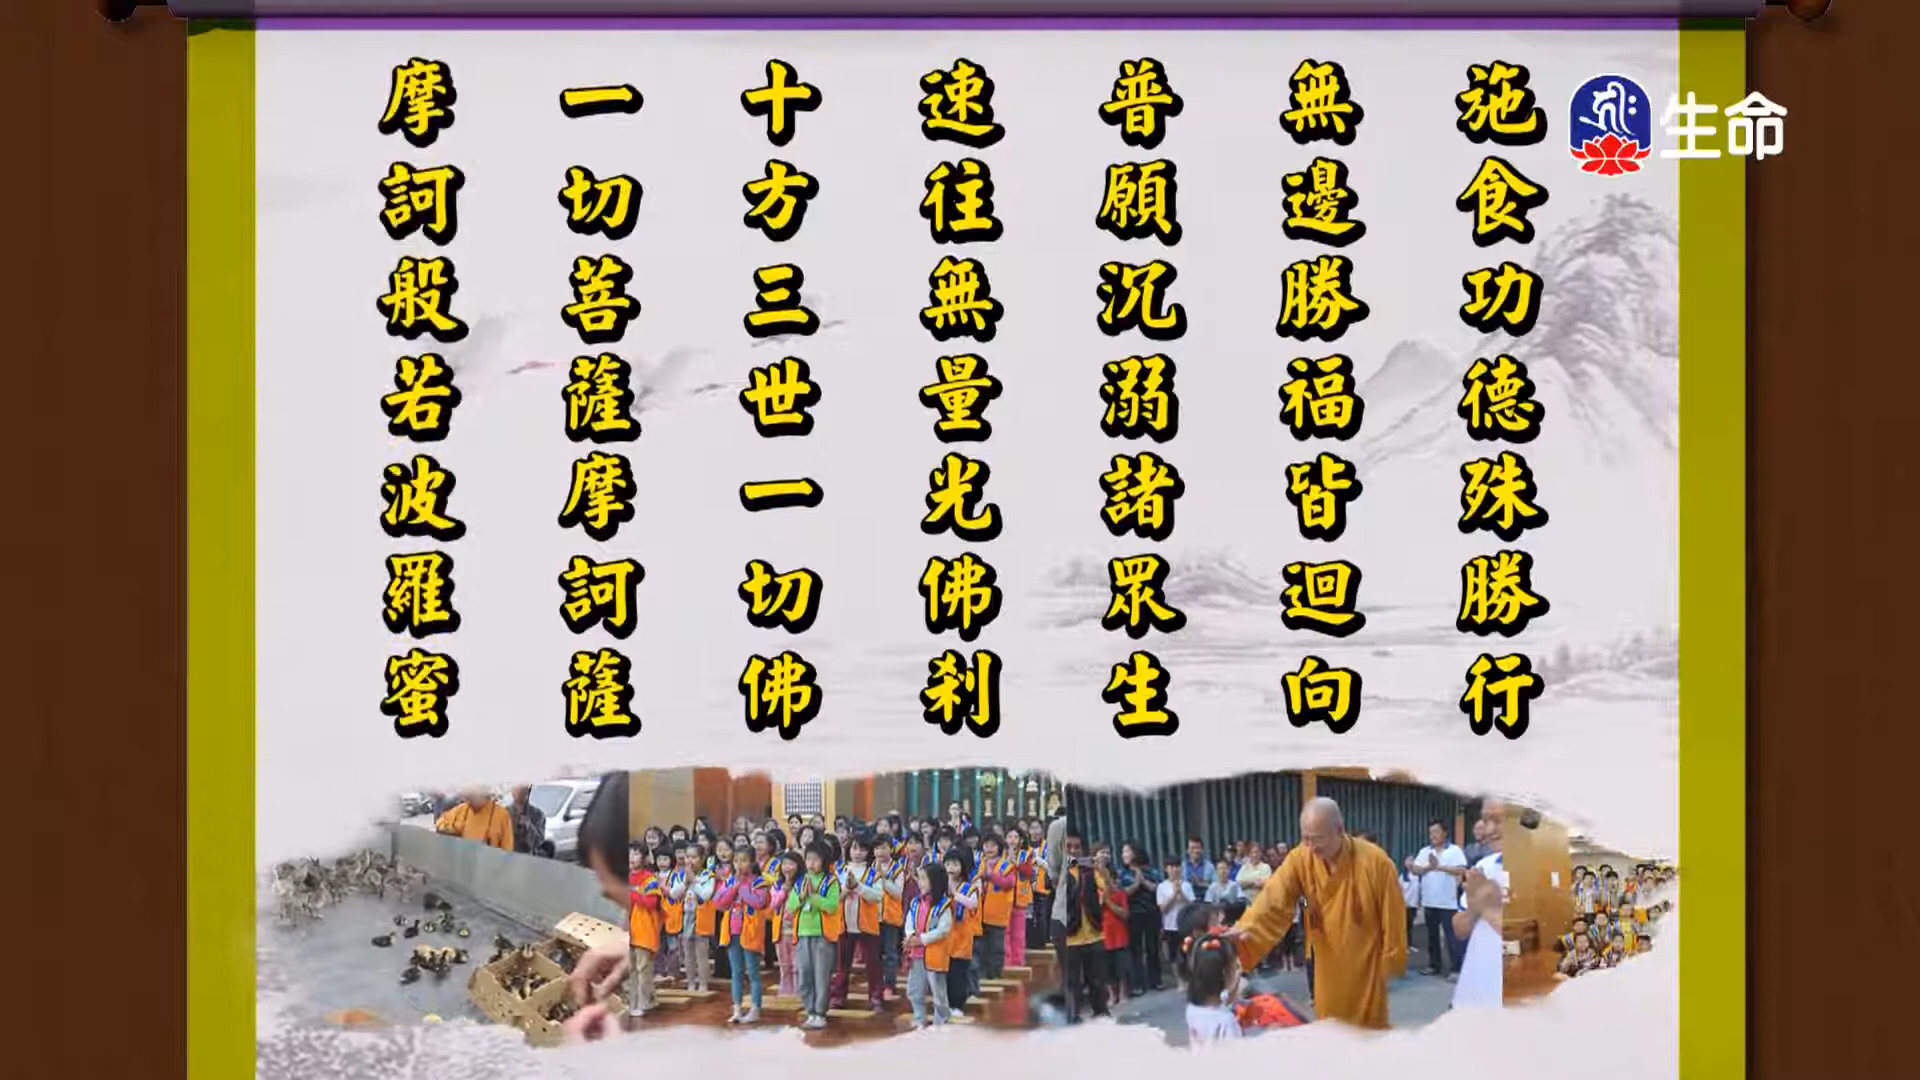 施食功德殊勝行
無邊勝福皆迴向
普願沉溺諸眾生
速往無量光佛剎
十方三世一切佛
一切菩薩摩訶薩
摩訶般若波羅蜜
生命